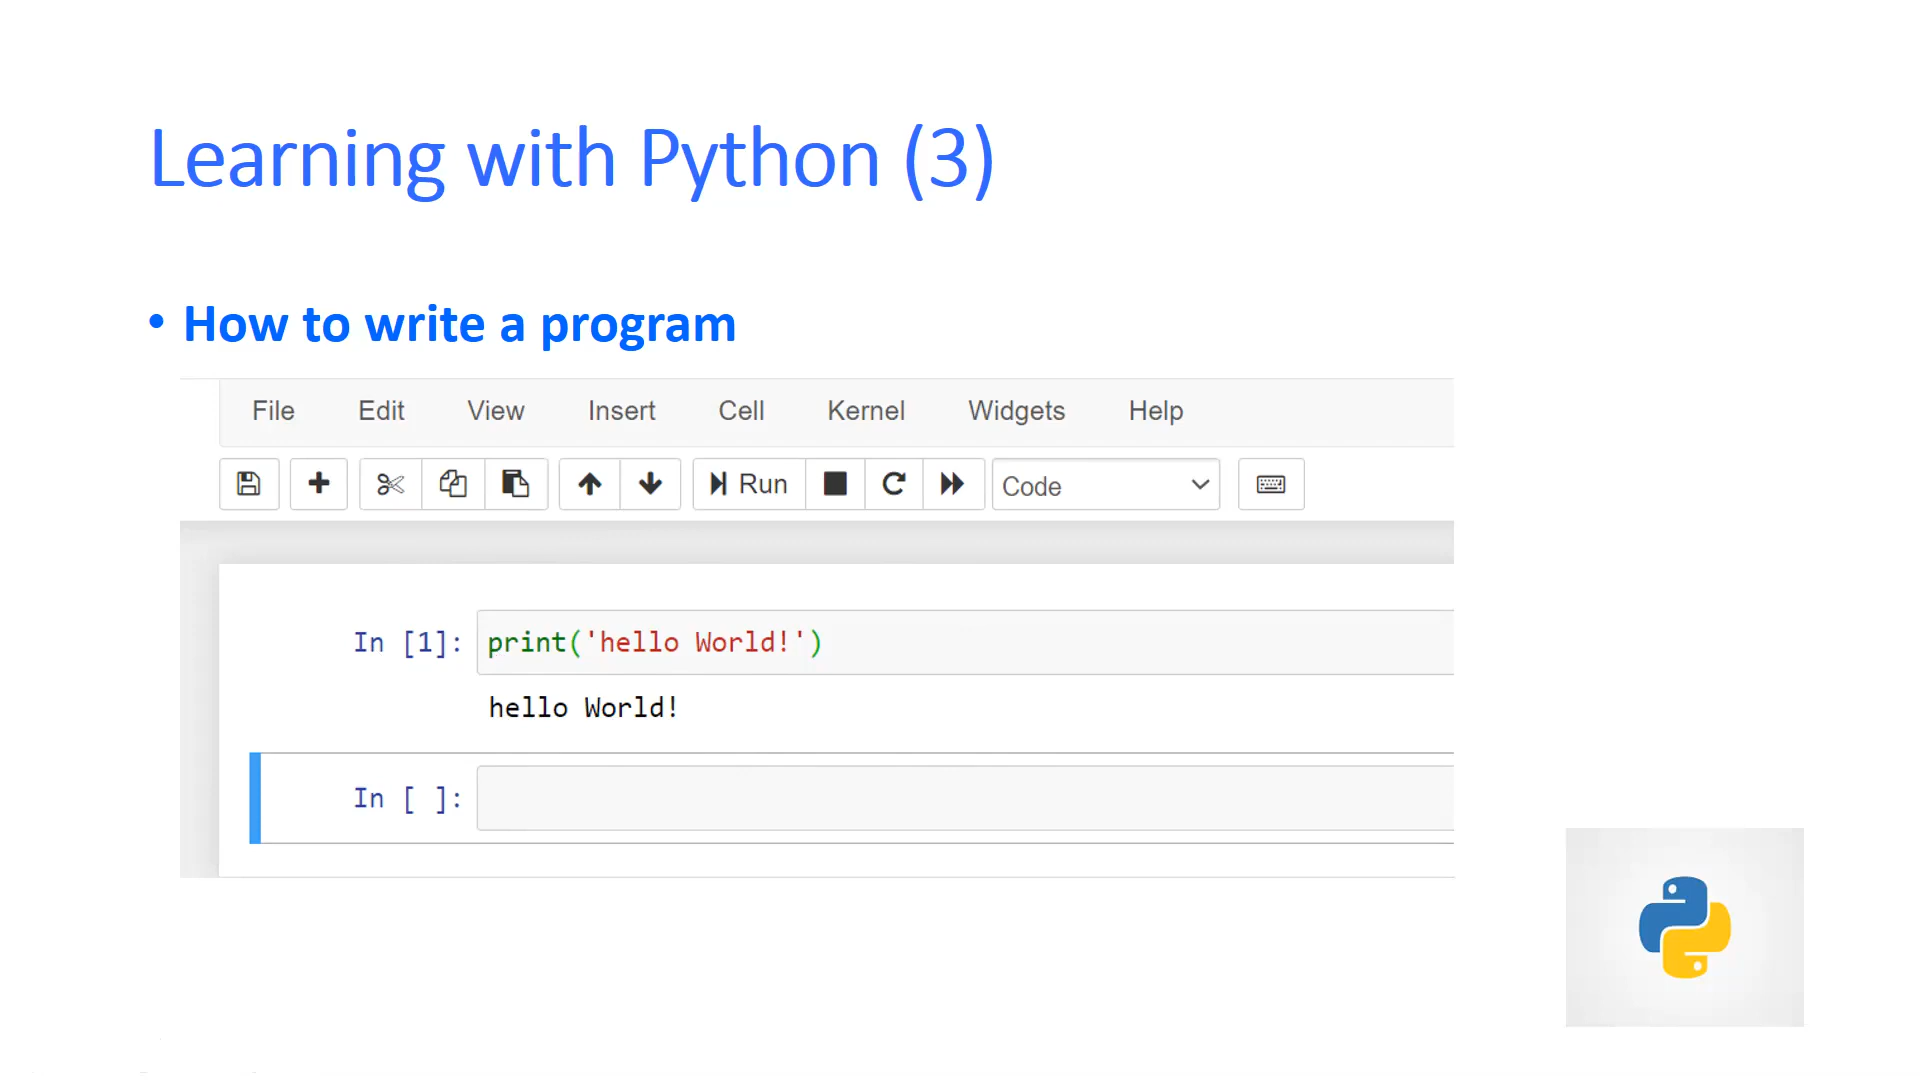 Learning with Python (3)
• How to write a program
File Edit View Insert Cell Kernel Widgets Help
Run Code
In [1]: print('hello World!')
hello World!
In [ ]: